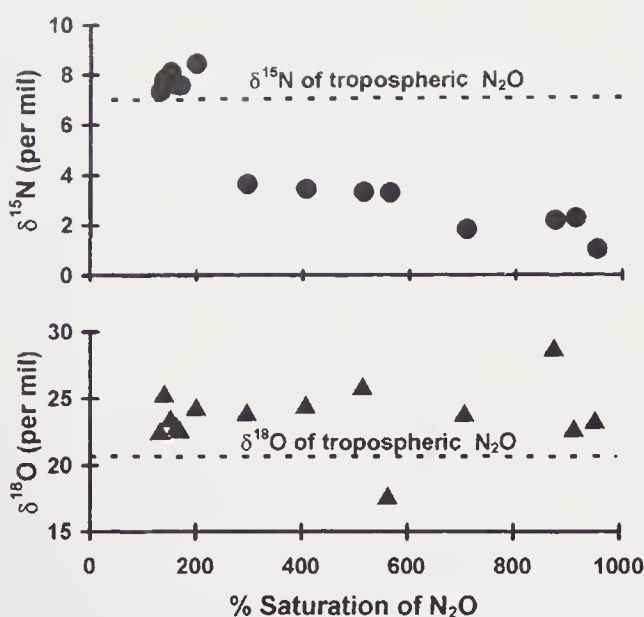 10
8
6
4
2
0
δ¹⁵N (per mil)
δ¹⁵N of tropospheric N₂O
30
25
20
15
δ¹⁸O (per mil)
δ¹⁸O of tropospheric N₂O
0 200 400 600 800 1000
% Saturation of N₂O